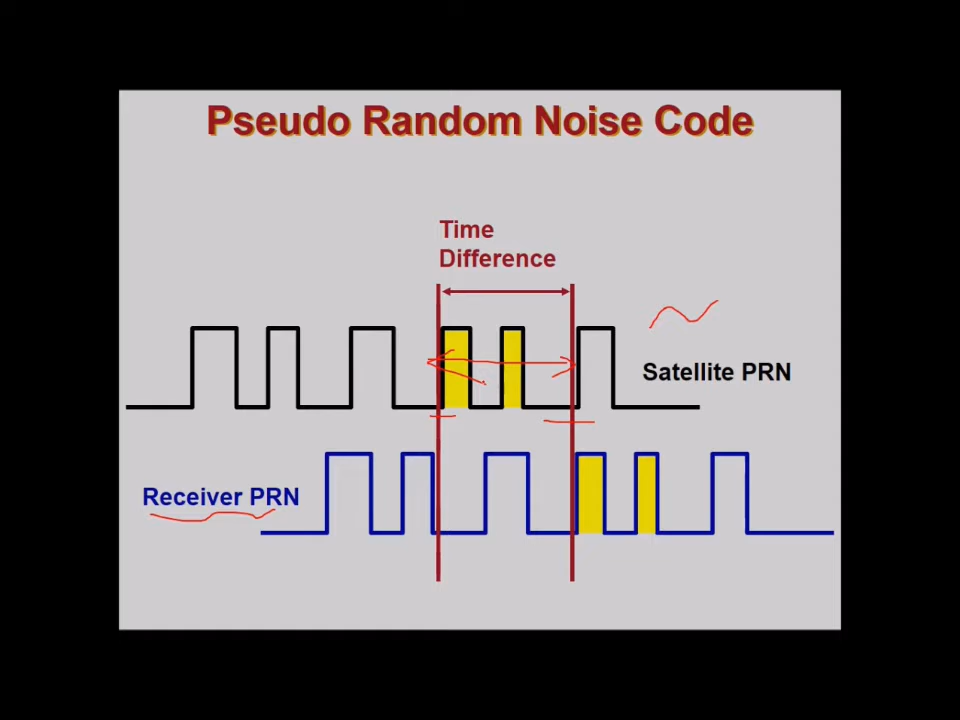 Pseudo Random Noise Code
Time
Difference
Satellite PRN
Receiver PRN